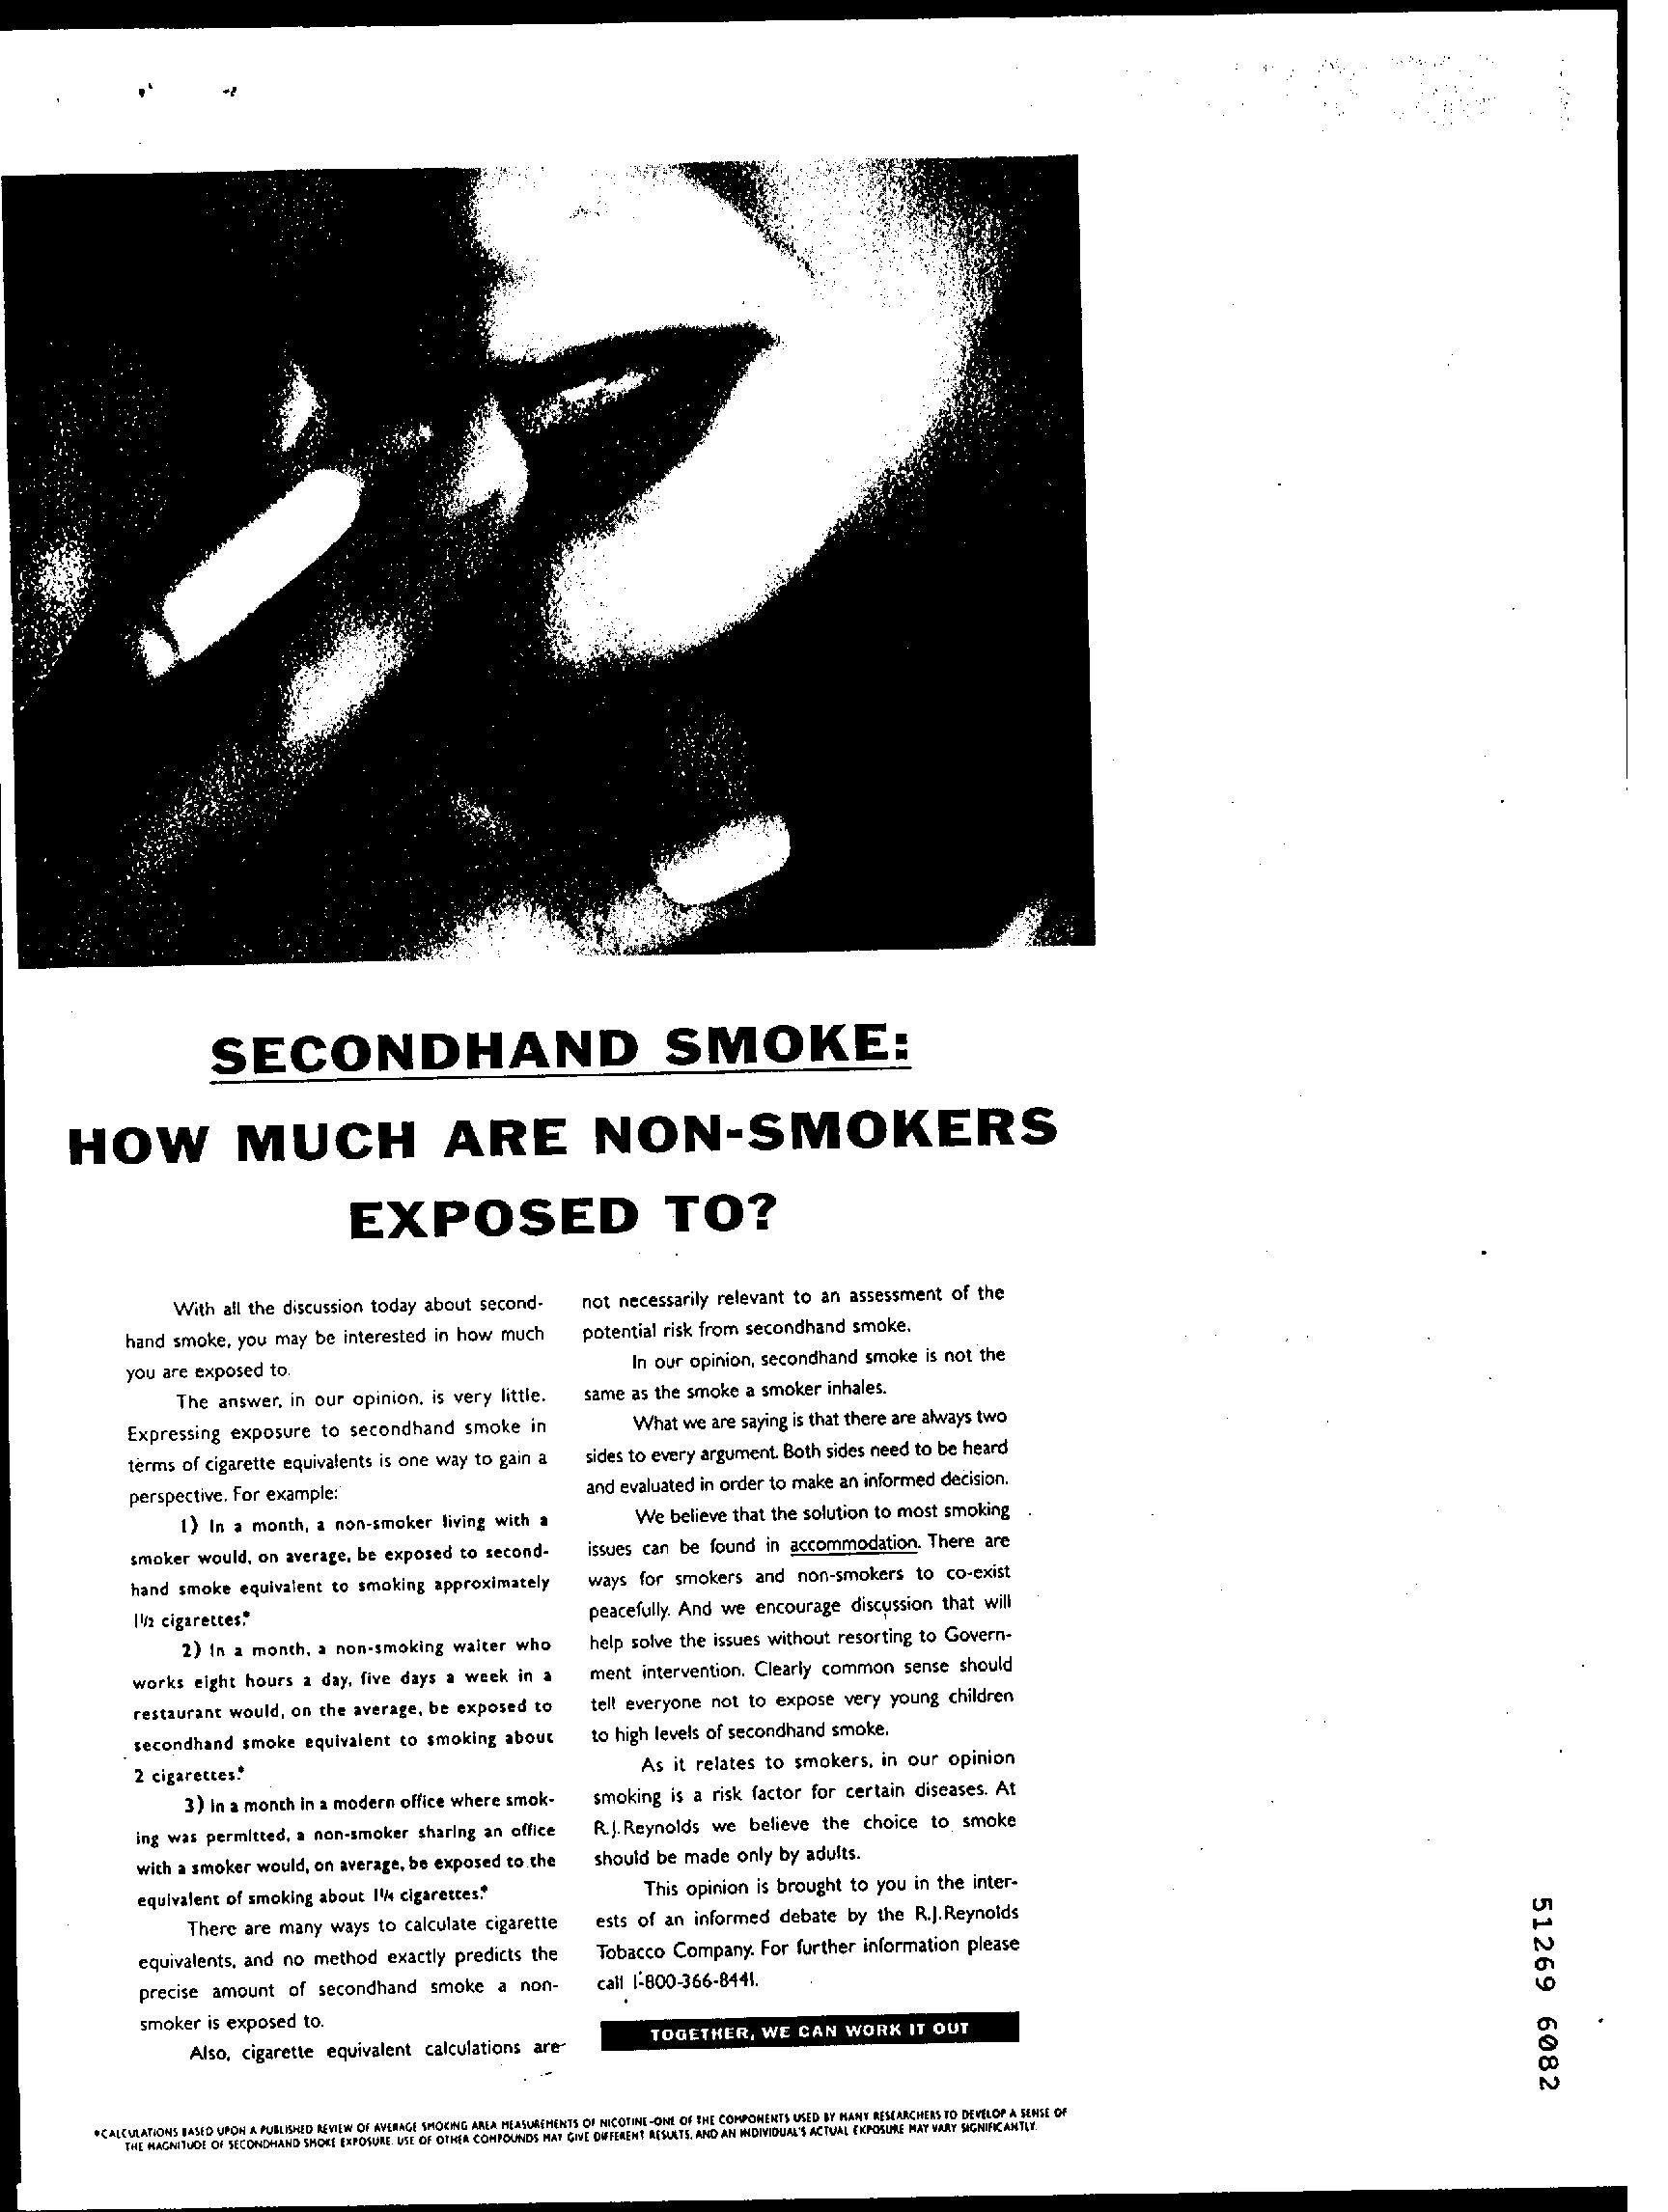 SECONDHAND SMOKE:
HOW MUCH ARE NON-SMOKERS
EXPOSED TO?
With all the discussion today about second-
hand smoke, you may be interested in how much
you are exposed to.
The answer, in our opinion, is very little.
Expressing exposure to secondhand smoke in
terms of cigarette equivalents is one way to gain a
perspective. For example:
1) In a month, a non-smoker living with a
smoker would, on average, be exposed to second-
hand smoke equivalent to smoking approximately
1½ cigarettes.*
2) In a month, a non-smoking waiter who
works eight hours a day, five days a week in a
restaurant would, on the average, be exposed to
secondhand smoke equivalent to smoking about
2 cigarettes.*
3) In a month in a modern office where smok-
ing was permitted, a non-smoker sharing an office
with a smoker would, on average, be exposed to the
equivalent of smoking about 1¼ cigarettes.*
There are many ways to calculate cigarette
equivalents, and no method exactly predicts the
precise amount of secondhand smoke a non-
smoker is exposed to.
Also, cigarette equivalent calculations are
not necessarily relevant to an assessment of the
potential risk from secondhand smoke.
In our opinion, secondhand smoke is not the
same as the smoke a smoker inhales.
What we are saying is that there are always two
sides to every argument. Both sides need to be heard
and evaluated in order to make an informed decision.
We believe that the solution to most smoking
issues can be found in accommodation. There are
ways for smokers and non-smokers to co-exist
peacefully. And we encourage discussion that will
help solve the issues without resorting to Govern-
ment intervention. Clearly common sense should
tell everyone not to expose very young children
to high levels of secondhand smoke.
As it relates to smokers, in our opinion
smoking is a risk factor for certain diseases. At
R.J.Reynolds we believe the choice to smoke
should be made only by adults.
This opinion is brought to you in the inter-
ests of an informed debate by the R.J.Reynolds
Tobacco Company. For further information please
call 1-800-366-8441.
TOGETHER, WE CAN WORK IT OUT
*CALCULATIONS BASED UPON A PUBLISHED REVIEW OF AVERAGE SMOKING AREA MEASUREMENTS OF NICOTINE-ONE OF THE COMPONENTS USED BY MANY RESEARCHERS TO DEVELOP A SENSE OF
THE MAGNITUDE OF SECONDHAND SMOKE EXPOSURE. USE OF OTHER COMPOUNDS MAY GIVE DIFFERENT RESULTS, AND AN INDIVIDUAL'S ACTUAL EXPOSURE MAY VARY SIGNIFICANTLY.
51269 6082